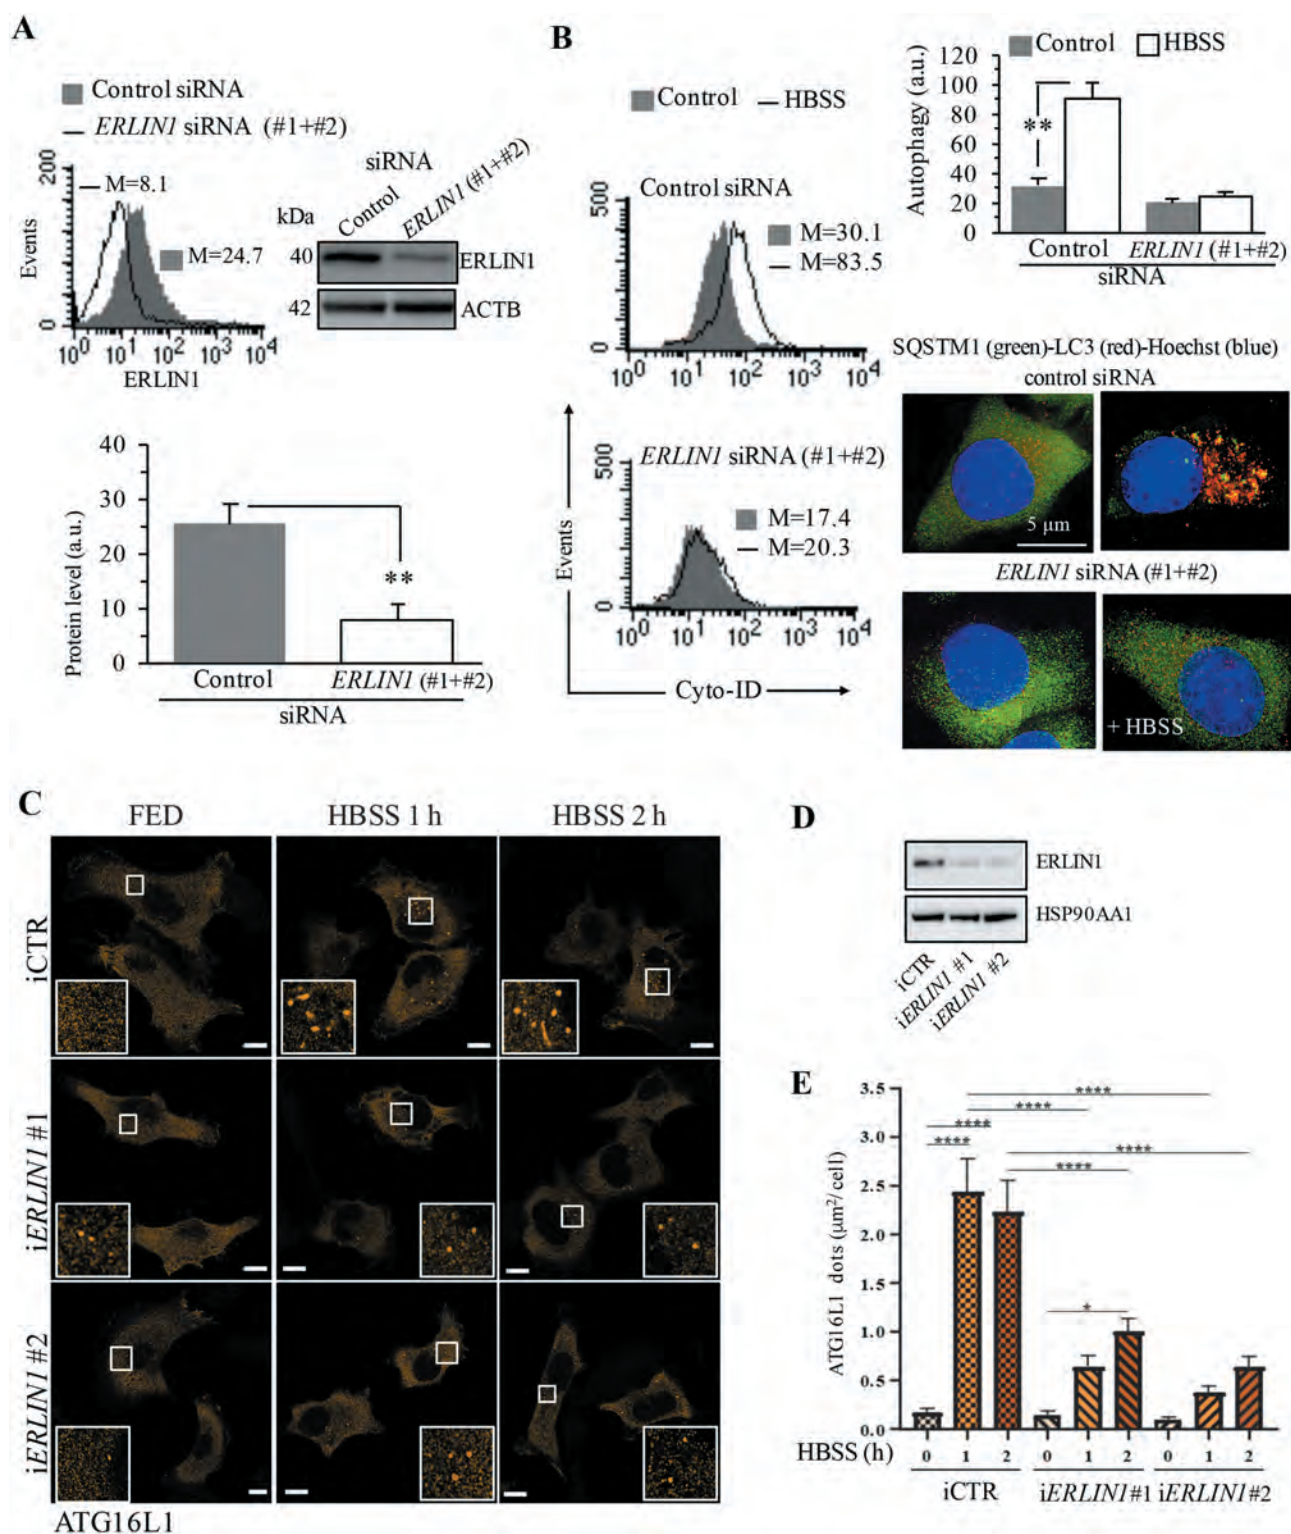 A
Control siRNA
ERLIN1 siRNA (#1+#2)
200
M=8.1
M=24.7
Events
0
10⁰ 10¹ 10² 10³ 10⁴
ERLIN1
siRNA
Control
ERLIN1 (#1+#2)
kDa
40
ERLIN1
42
ACTB
40
30
20
10
0
Protein level (a.u.)
**
Control
ERLIN1 (#1+#2)
siRNA
B
Control
HBSS
Control siRNA
500
M=30.1
M=83.5
0
10⁰ 10¹ 10² 10³ 10⁴
ERLIN1 siRNA (#1+#2)
500
M=17.4
M=20.3
0
10⁰ 10¹ 10² 10³ 10⁴
Events
Cyto-ID
Control
HBSS
120
100
80
60
40
20
0
Autophagy (a.u.)
**
Control
ERLIN1 (#1+#2)
siRNA
SQSTM1 (green)-LC3 (red)-Hoechst (blue)
control siRNA
5 µm
ERLIN1 siRNA (#1+#2)
+ HBSS
C
FED
HBSS 1 h
HBSS 2 h
iCTR
iERLIN1 #1
iERLIN1 #2
ATG16L1
D
ERLIN1
HSP90AA1
iCTR
iERLIN1 #1
iERLIN1 #2
E
3.5
3.0
2.5
2.0
1.5
1.0
0.5
0.0
ATG16L1 dots (µm²/cell)
****
****
****
****
****
****
*
HBSS (h)
0 1 2 0 1 2 0 1 2
iCTR
iERLIN1#1
iERLIN1#2